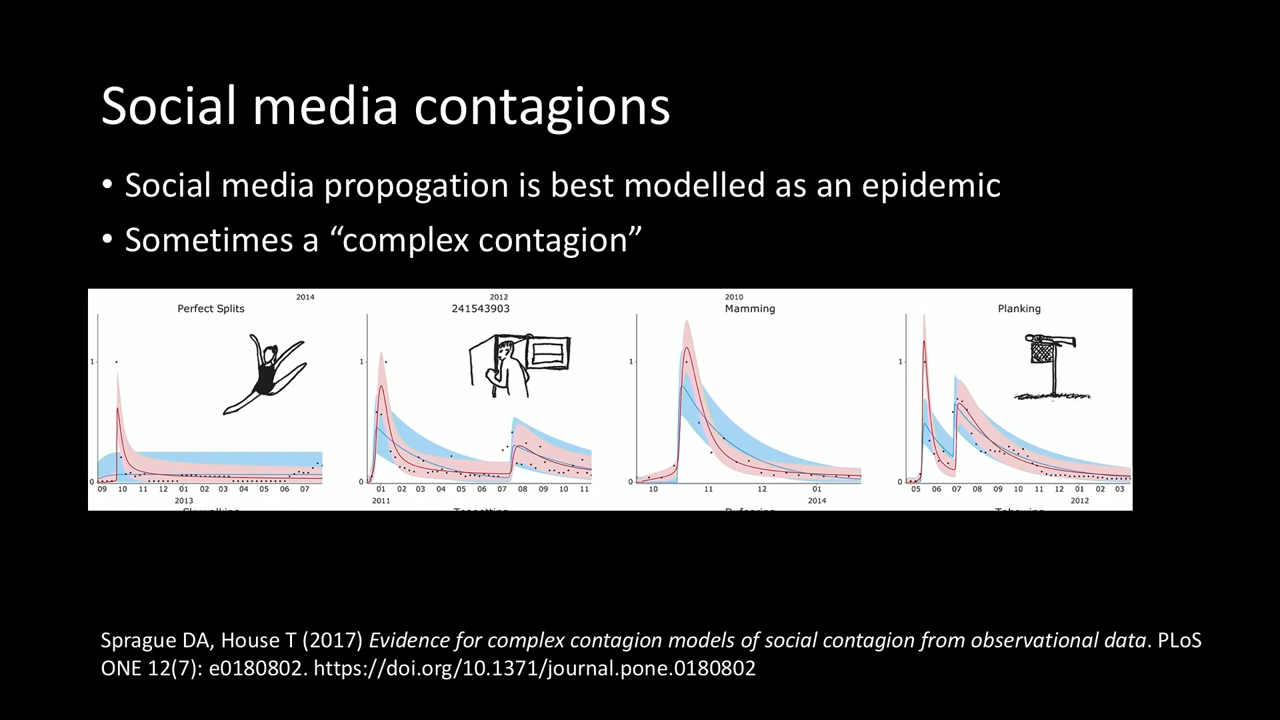 Social media contagions
• Social media propogation is best modelled as an epidemic
• Sometimes a “complex contagion”
2014 2012 2010
Perfect Splits 241543903 Mamming Planking
1 1 1 1
0 0 0 0
09 10 11 12 01 02 03 04 05 06 07 01 02 03 04 05 06 07 08 09 10 11 10 11 12 01 05 06 07 08 09 10 11 12 01 02 03
2013 2011 2014 2012
Sprague DA, House T (2017) Evidence for complex contagion models of social contagion from observational data. PLoS
ONE 12(7): e0180802. https://doi.org/10.1371/journal.pone.0180802